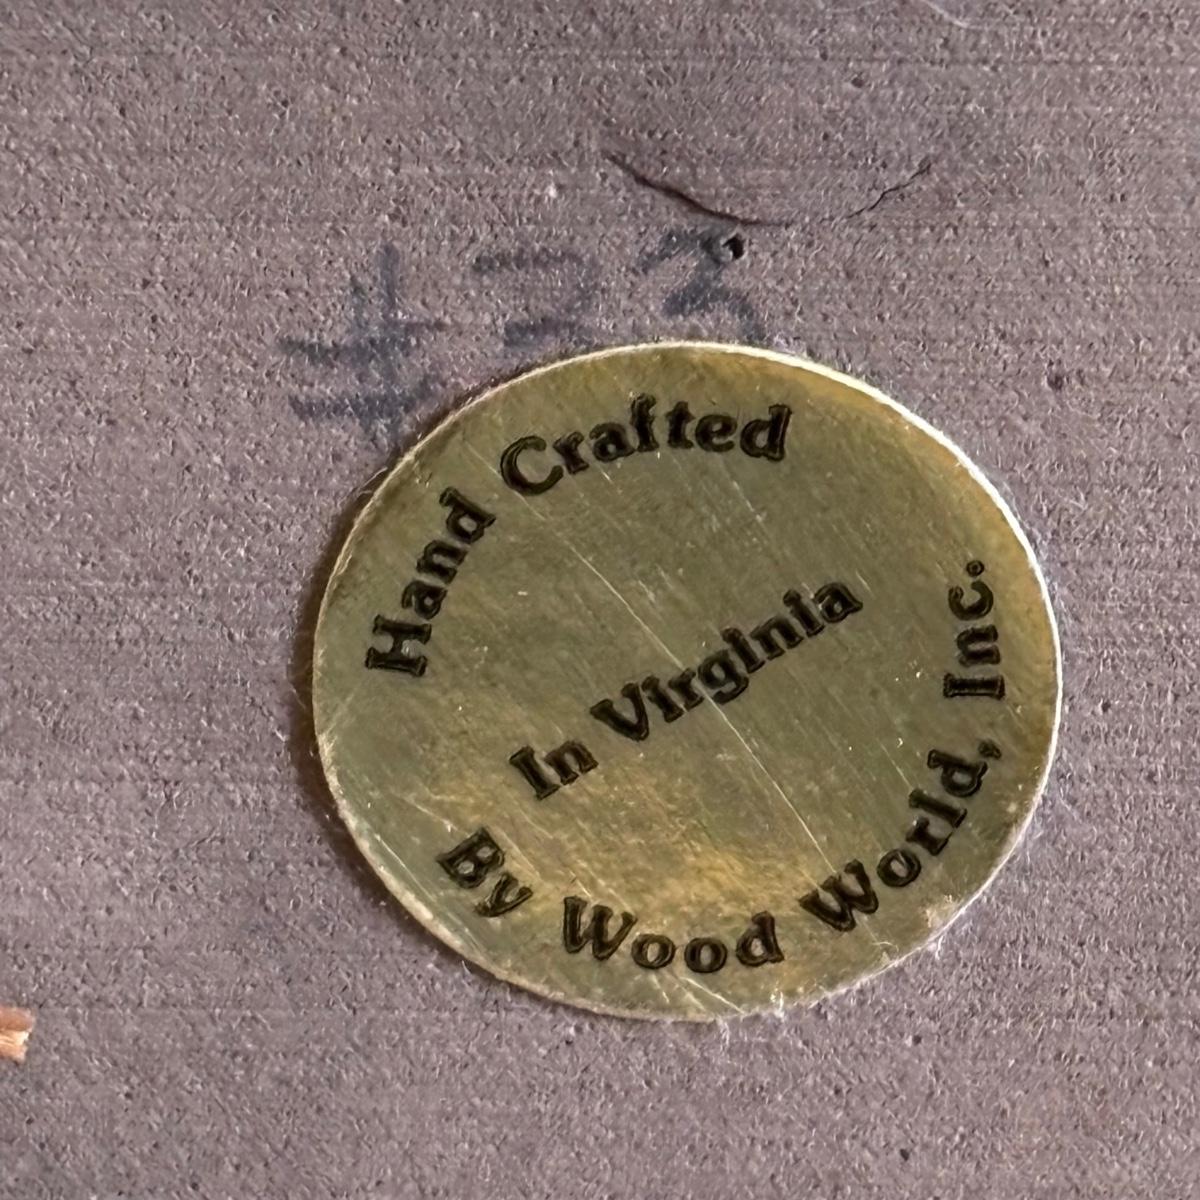 #23
Hand Crafted
In Virginia
By Wood World, Inc.